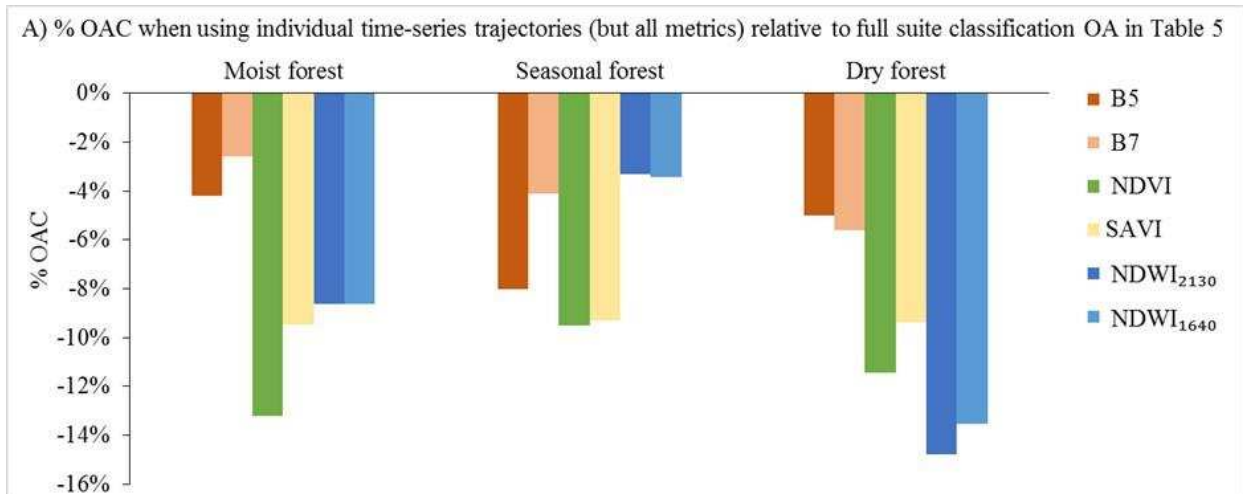 A) % OAC when using individual time-series trajectories (but all metrics) relative to full suite classification OA in Table 5
Moist forest Seasonal forest Dry forest
% OAC
0%
-2%
-4%
-6%
-8%
-10%
-12%
-14%
-16%
B5
B7
NDVI
SAVI
NDWI₂₁₃₀
NDWI₁₆₄₀